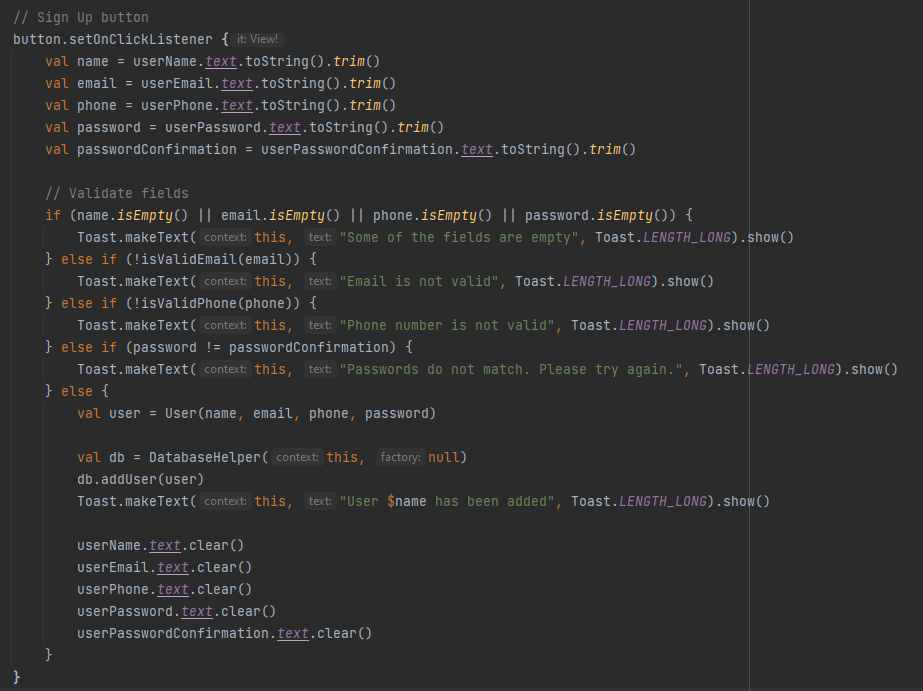 // Sign Up button
button.setOnClickListener { it: View!
    val name = userName.text.toString().trim()
    val email = userEmail.text.toString().trim()
    val phone = userPhone.text.toString().trim()
    val password = userPassword.text.toString().trim()
    val passwordConfirmation = userPasswordConfirmation.text.toString().trim()

    // Validate fields
    if (name.isEmpty() || email.isEmpty() || phone.isEmpty() || password.isEmpty()) {
        Toast.makeText( context: this, text: "Some of the fields are empty", Toast.LENGTH_LONG).show()
    } else if (!isValidEmail(email)) {
        Toast.makeText( context: this, text: "Email is not valid", Toast.LENGTH_LONG).show()
    } else if (!isValidPhone(phone)) {
        Toast.makeText( context: this, text: "Phone number is not valid", Toast.LENGTH_LONG).show()
    } else if (password != passwordConfirmation) {
        Toast.makeText( context: this, text: "Passwords do not match. Please try again.", Toast.LENGTH_LONG).show()
    } else {
        val user = User(name, email, phone, password)

        val db = DatabaseHelper( context: this, factory: null)
        db.addUser(user)
        Toast.makeText( context: this, text: "User $name has been added", Toast.LENGTH_LONG).show()

        userName.text.clear()
        userEmail.text.clear()
        userPhone.text.clear()
        userPassword.text.clear()
        userPasswordConfirmation.text.clear()
    }
}